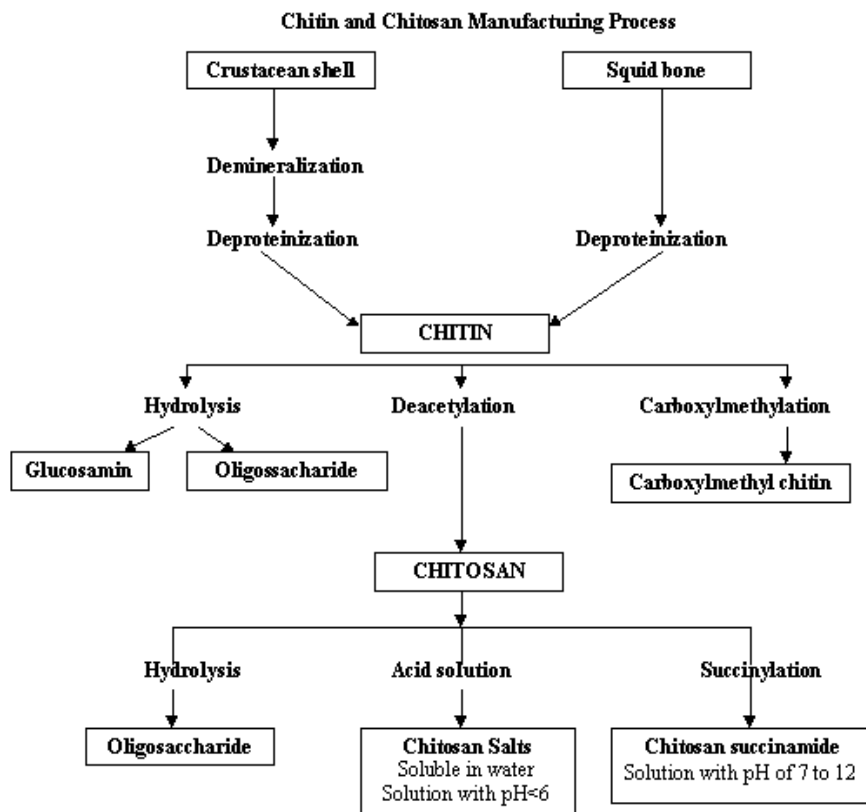 Chitin and Chitosan Manufacturing Process
Crustacean shell
Squid bone
Demineralization
Deproteinization
Deproteinization
CHITIN
Hydrolysis
Deacetylation
Carboxylmethylation
Glucosamin
Oligossacharide
Carboxylmethyl chitin
CHITOSAN
Hydrolysis
Acid solution
Succinylation
Oligosaccharide
Chitosan Salts
Soluble in water
Solution with pH<6
Chitosan succinamide
Solution with pH of 7 to 12